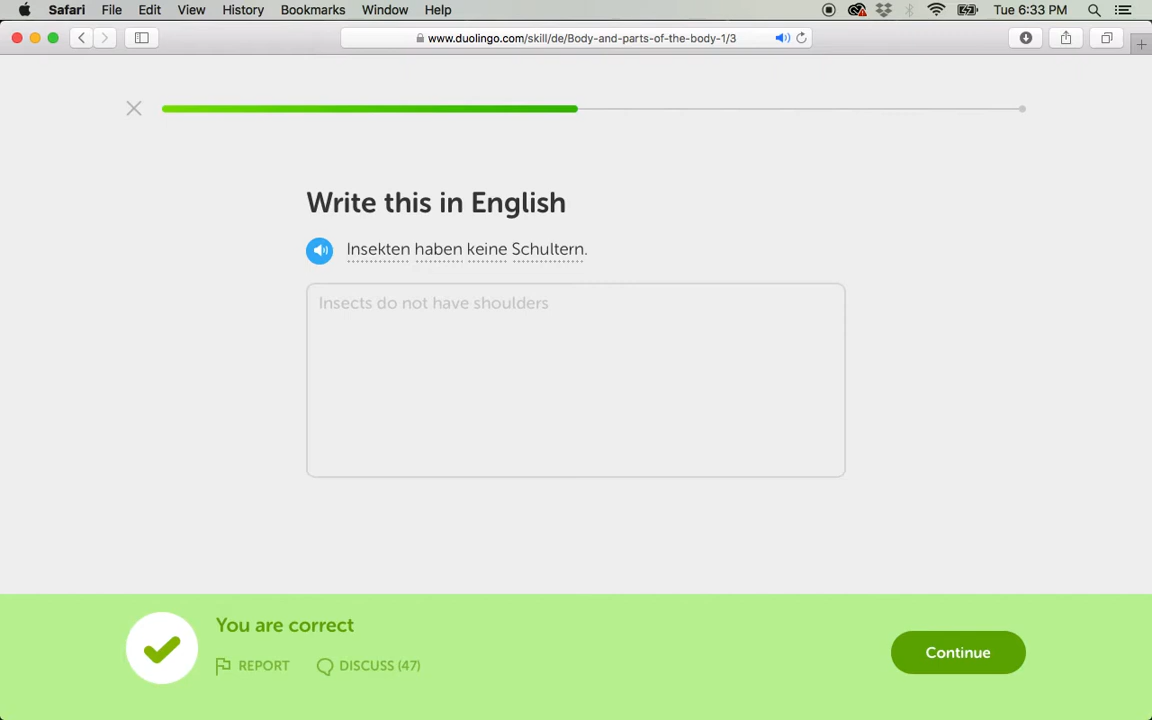 Safari File Edit View History Bookmarks Window Help Tue 6:33 PM
www.duolingo.com/skill/de/Body-and-parts-of-the-body-1/3
Write this in English
Insekten haben keine Schultern.
Insects do not have shoulders
You are correct
REPORT DISCUSS (47)
Continue